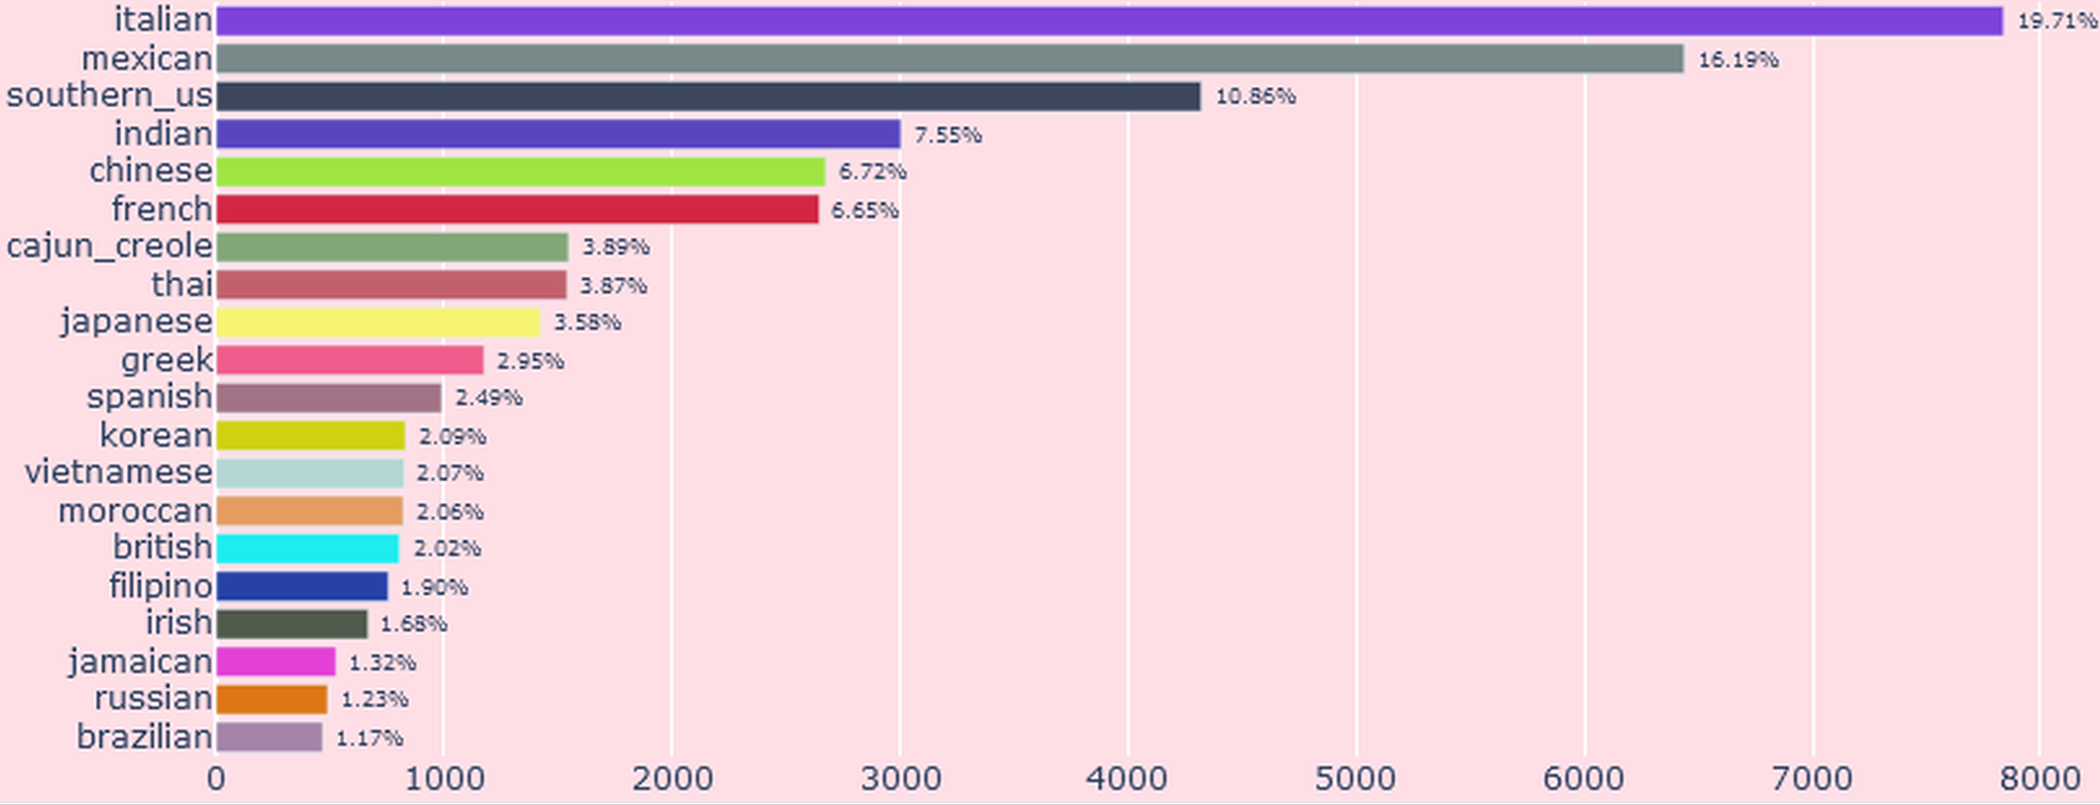 italian 19.71%
mexican 16.19%
southern_us 10.86%
indian 7.55%
chinese 6.72%
french 6.65%
cajun_creole 3.89%
thai 3.87%
japanese 3.58%
greek 2.95%
spanish 2.49%
korean 2.09%
vietnamese 2.07%
moroccan 2.06%
british 2.02%
filipino 1.90%
irish 1.68%
jamaican 1.32%
russian 1.23%
brazilian 1.17%
0 1000 2000 3000 4000 5000 6000 7000 8000